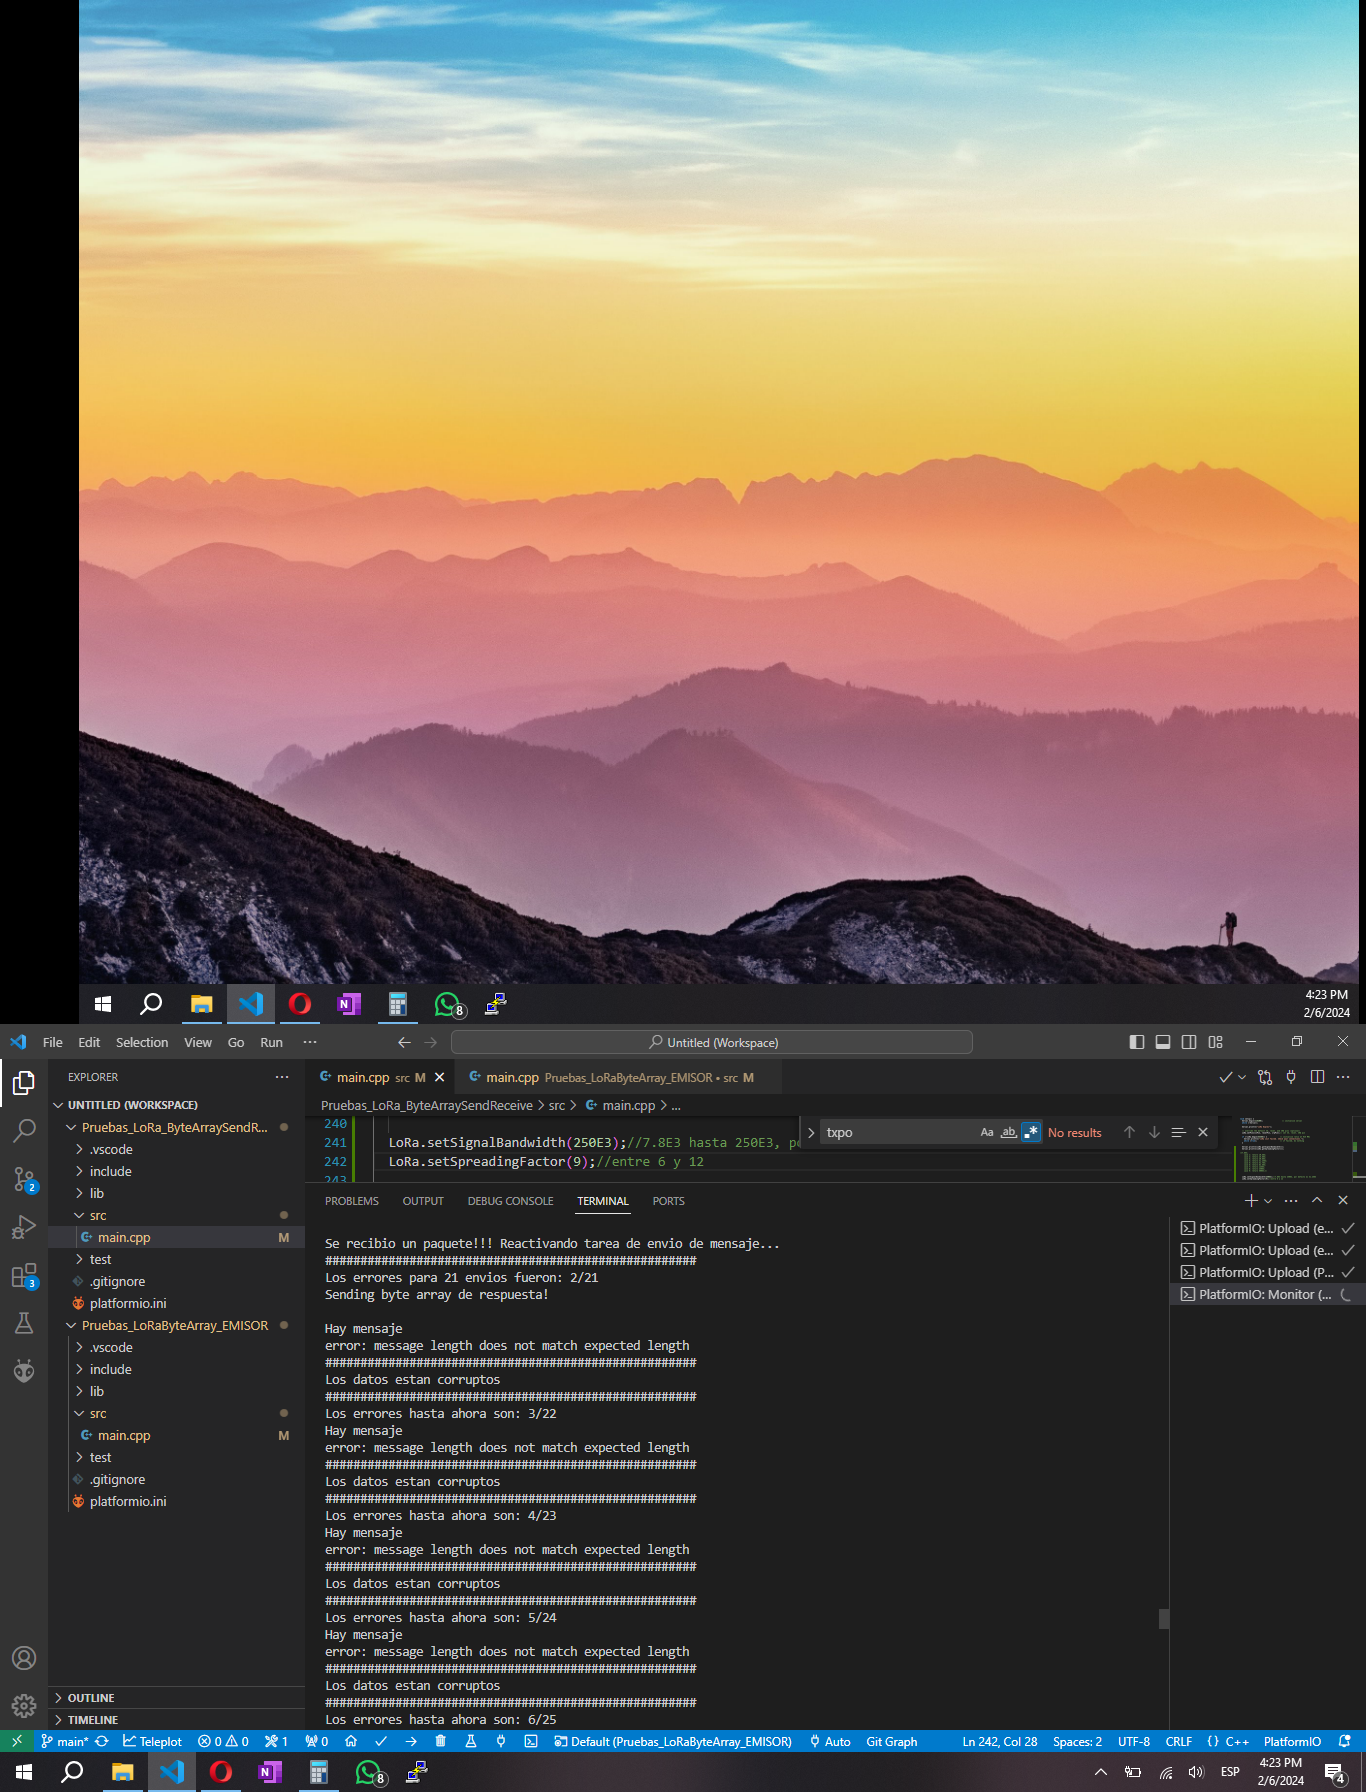 N
8
4:23 PM
2/6/2024
File Edit Selection View Go Run ···
Untitled (Workspace)
EXPLORER ···
UNTITLED (WORKSPACE)
Pruebas_LoRa_ByteArraySendR...
.vscode
include
lib
src
main.cpp M
test
.gitignore
platformio.ini
Pruebas_LoRaByteArray_EMISOR
.vscode
include
lib
src
main.cpp M
test
.gitignore
platformio.ini
OUTLINE
TIMELINE
2
3
main.cpp src M
main.cpp Pruebas_LoRaByteArray_EMISOR • src M
Pruebas_LoRa_ByteArraySendReceive > src > main.cpp > ...
txpo Aa ab No results
240
241 LoRa.setSignalBandwidth(250E3);//7.8E3 hasta 250E3, po
242 LoRa.setSpreadingFactor(9);//entre 6 y 12
243
PROBLEMS OUTPUT DEBUG CONSOLE TERMINAL PORTS
Se recibio un paquete!!! Reactivando tarea de envio de mensaje...
#####################################################
Los errores para 21 envios fueron: 2/21
Sending byte array de respuesta!
Hay mensaje
error: message length does not match expected length
#####################################################
Los datos estan corruptos
#####################################################
Los errores hasta ahora son: 3/22
Hay mensaje
error: message length does not match expected length
#####################################################
Los datos estan corruptos
#####################################################
Los errores hasta ahora son: 4/23
Hay mensaje
error: message length does not match expected length
#####################################################
Los datos estan corruptos
#####################################################
Los errores hasta ahora son: 5/24
Hay mensaje
error: message length does not match expected length
#####################################################
Los datos estan corruptos
#####################################################
Los errores hasta ahora son: 6/25
PlatformIO: Upload (e...
PlatformIO: Upload (e...
PlatformIO: Upload (P...
PlatformIO: Monitor (...
main* Teleplot 0 0 1 0 Default (Pruebas_LoRaByteArray_EMISOR) Auto Git Graph Ln 242, Col 28 Spaces: 2 UTF-8 CRLF {} C++ PlatformIO
N
8
ESP
4:23 PM
2/6/2024
4